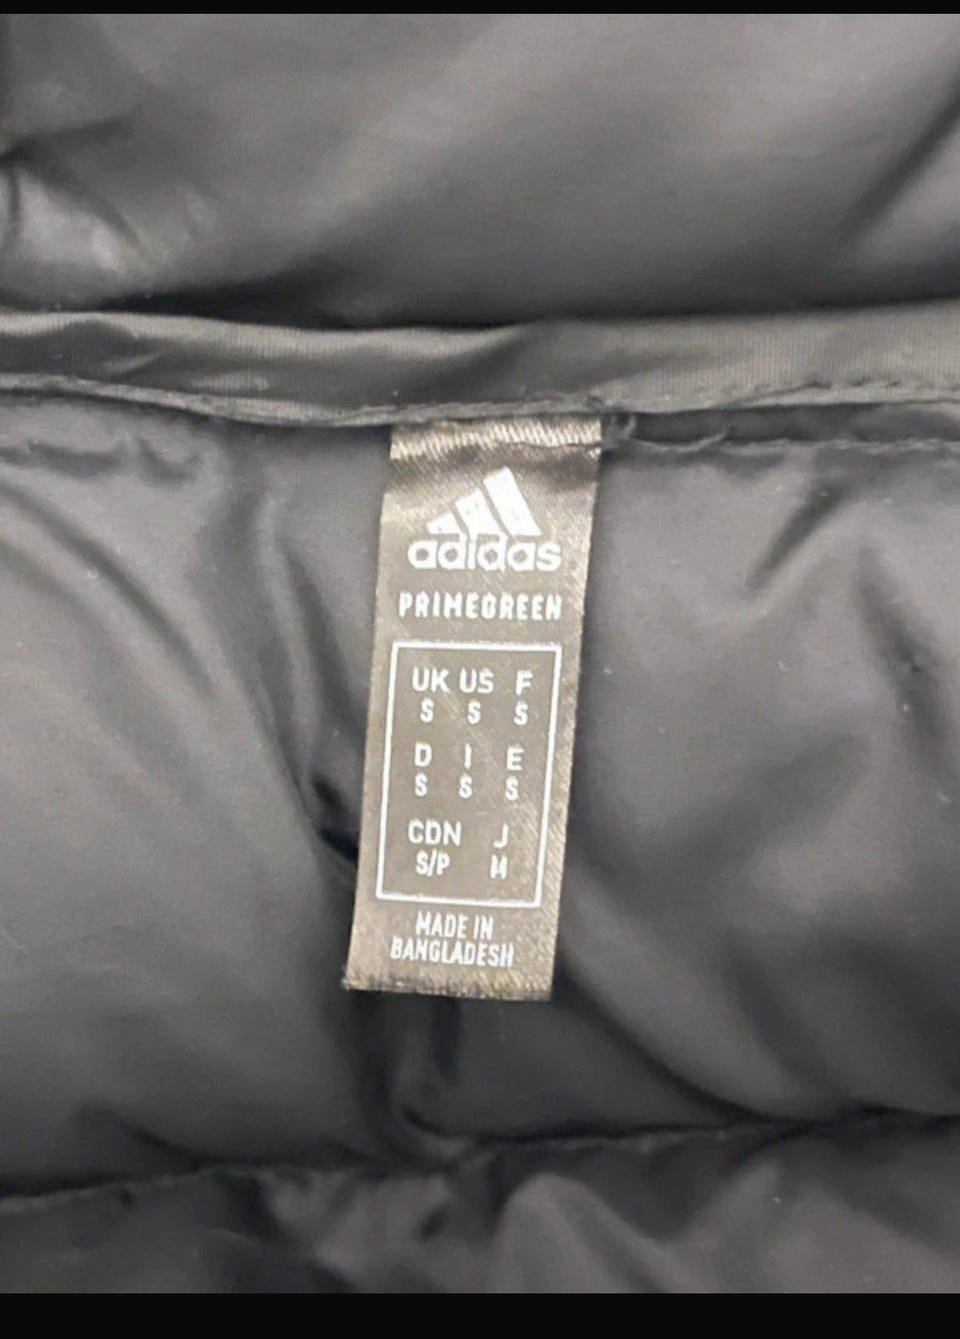 adidas
PRIMEGREEN
UK US F
S S S
D I E
S S S
CDN J
S/P M
MADE IN
BANGLADESH